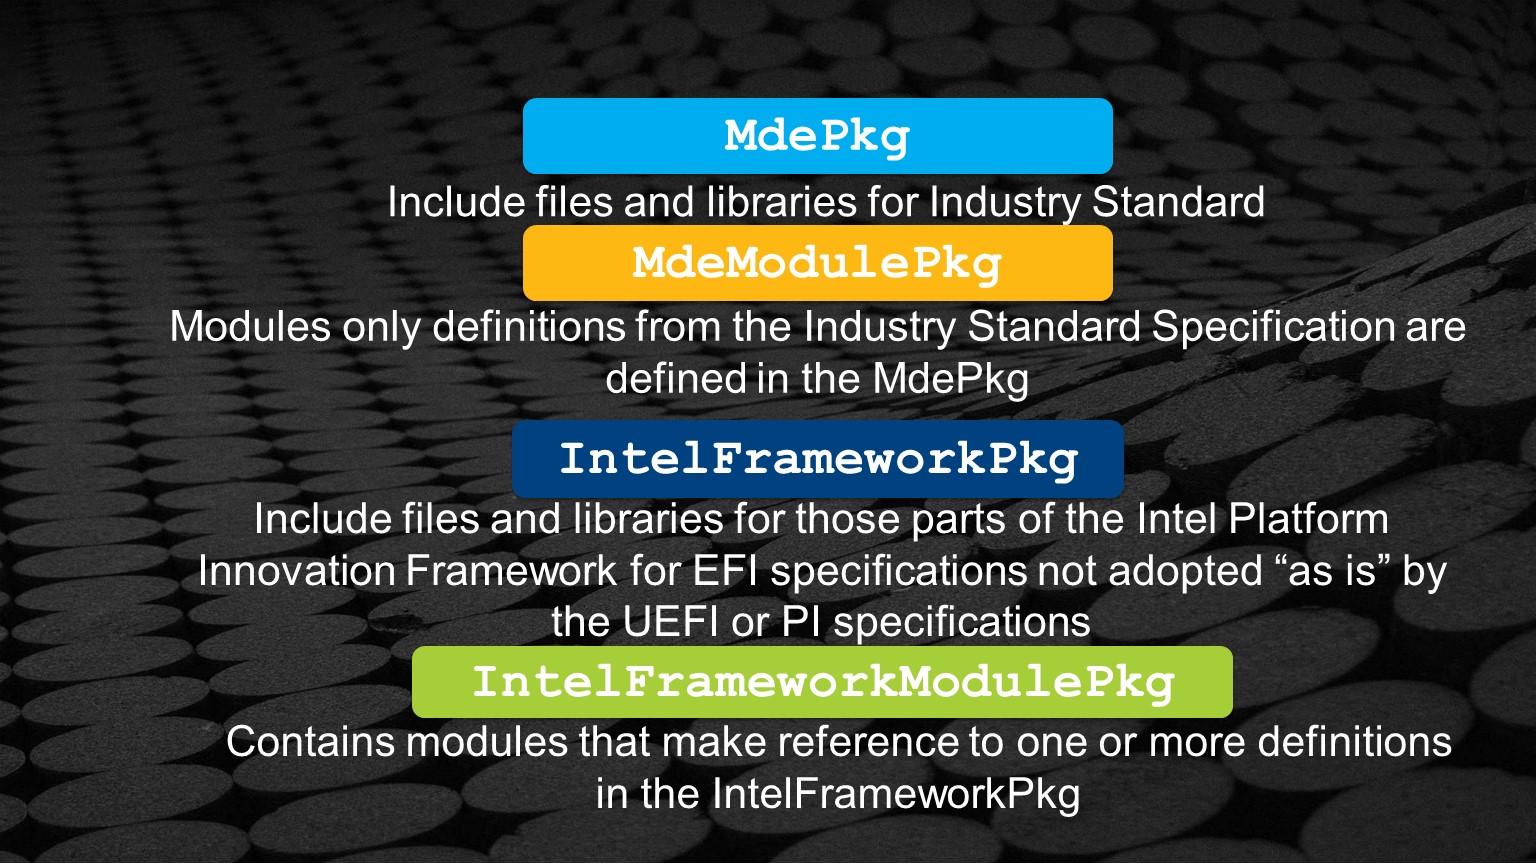 MdePkg
Include files and libraries for Industry Standard
MdeModulePkg
Modules only definitions from the Industry Standard Specification are
defined in the MdePkg
IntelFrameworkPkg
Include files and libraries for those parts of the Intel Platform
Innovation Framework for EFI specifications not adopted “as is” by
the UEFI or PI specifications
IntelFrameworkModulePkg
Contains modules that make reference to one or more definitions
in the IntelFrameworkPkg